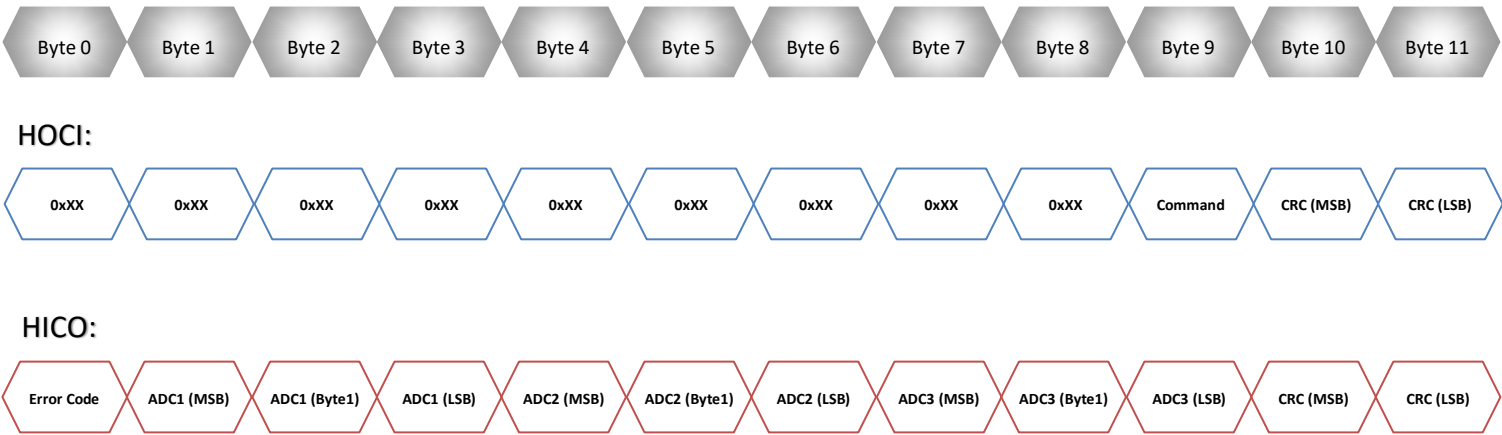 Byte 0 Byte 1 Byte 2 Byte 3 Byte 4 Byte 5 Byte 6 Byte 7 Byte 8 Byte 9 Byte 10 Byte 11
HOCI:
0xXX 0xXX 0xXX 0xXX 0xXX 0xXX 0xXX 0xXX 0xXX Command CRC (MSB) CRC (LSB)
HICO:
Error Code ADC1 (MSB) ADC1 (Byte1) ADC1 (LSB) ADC2 (MSB) ADC2 (Byte1) ADC2 (LSB) ADC3 (MSB) ADC3 (Byte1) ADC3 (LSB) CRC (MSB) CRC (LSB)